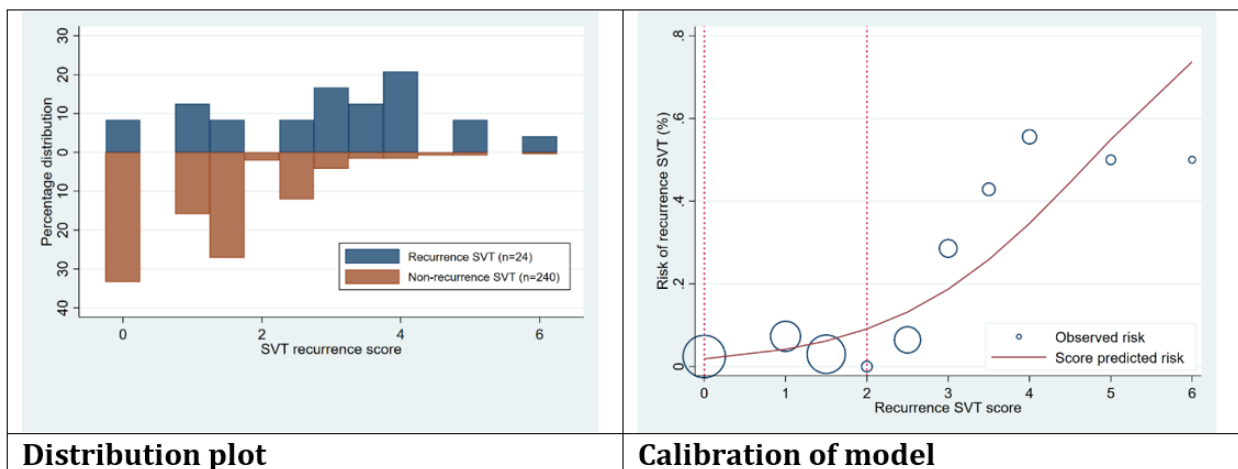 30
20
10
0
10
20
30
40
Percentage distribution
Recurrence SVT (n=24)
Non-recurrence SVT (n=240)
0 2 4 6
SVT recurrence score
Distribution plot
.8
.6
.4
.2
0
Risk of recurrence SVT (%)
Observed risk
Score predicted risk
0 1 2 3 4 5 6
Recurrence SVT score
Calibration of model